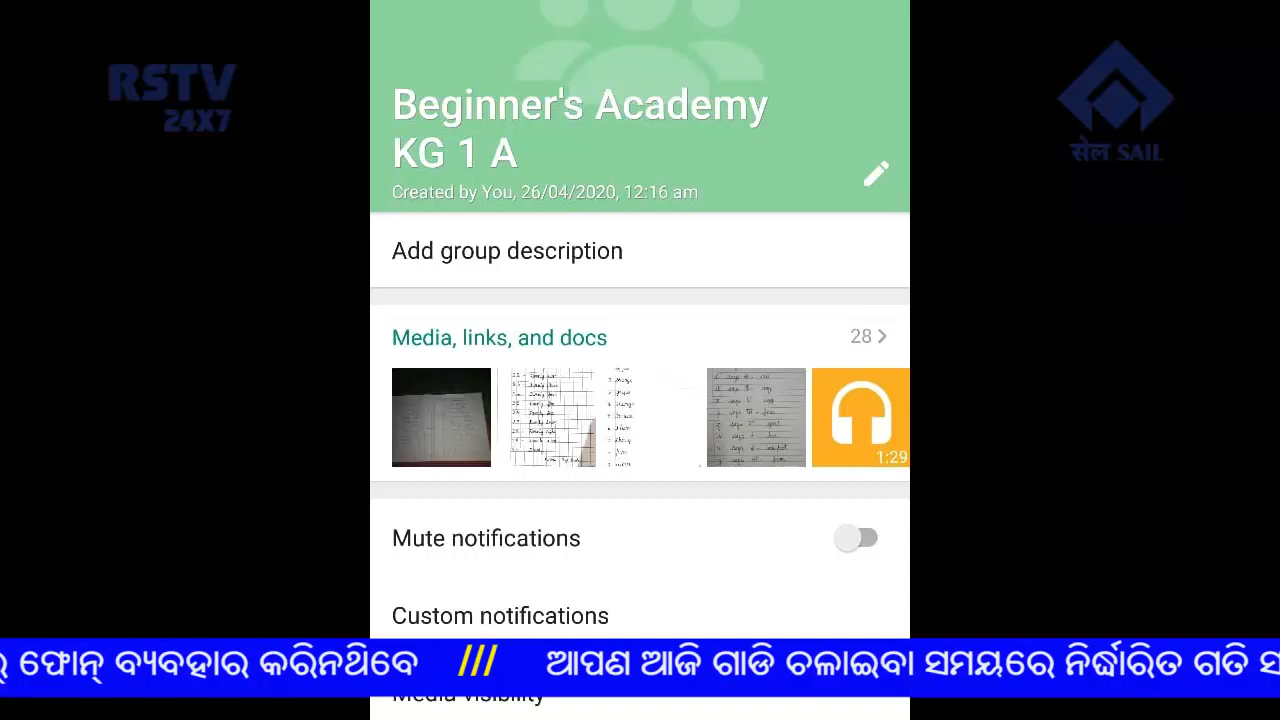 RSTV
24X7
सेल SAIL
Beginner's Academy
KG 1 A
Created by You, 26/04/2020, 12:16 am
Add group description
Media, links, and docs
28
1:29
Mute notifications
Custom notifications
ଫୋନ୍ ବ୍ୟବହାର କରିନଥିବେ /// ଆପଣ ଆଜି ଗାଡି ଚଳାଇବା ସମୟରେ ନିର୍ଦ୍ଧାରିତ ଗତି
Media visibility